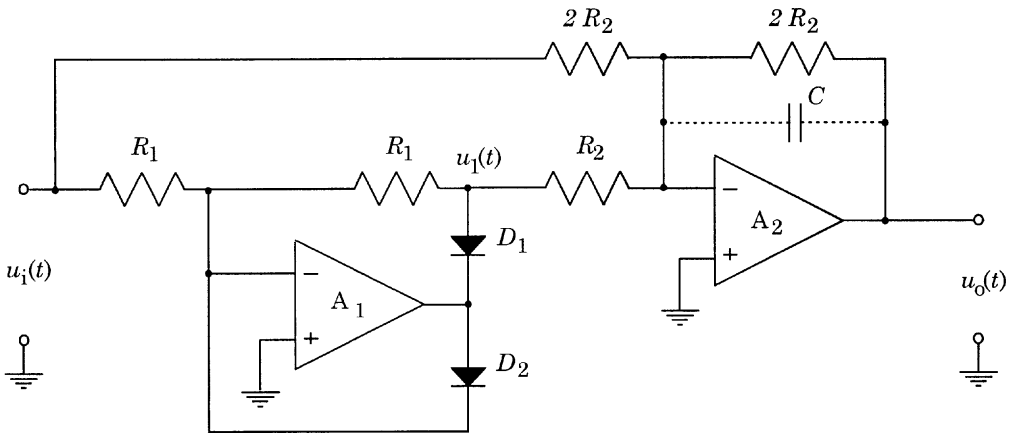 2 R₂ 2 R₂
C
R₁ R₁ u₁(t) R₂
− A₂ +
D₁
− A₁ +
uᵢ(t) uₒ(t)
D₂